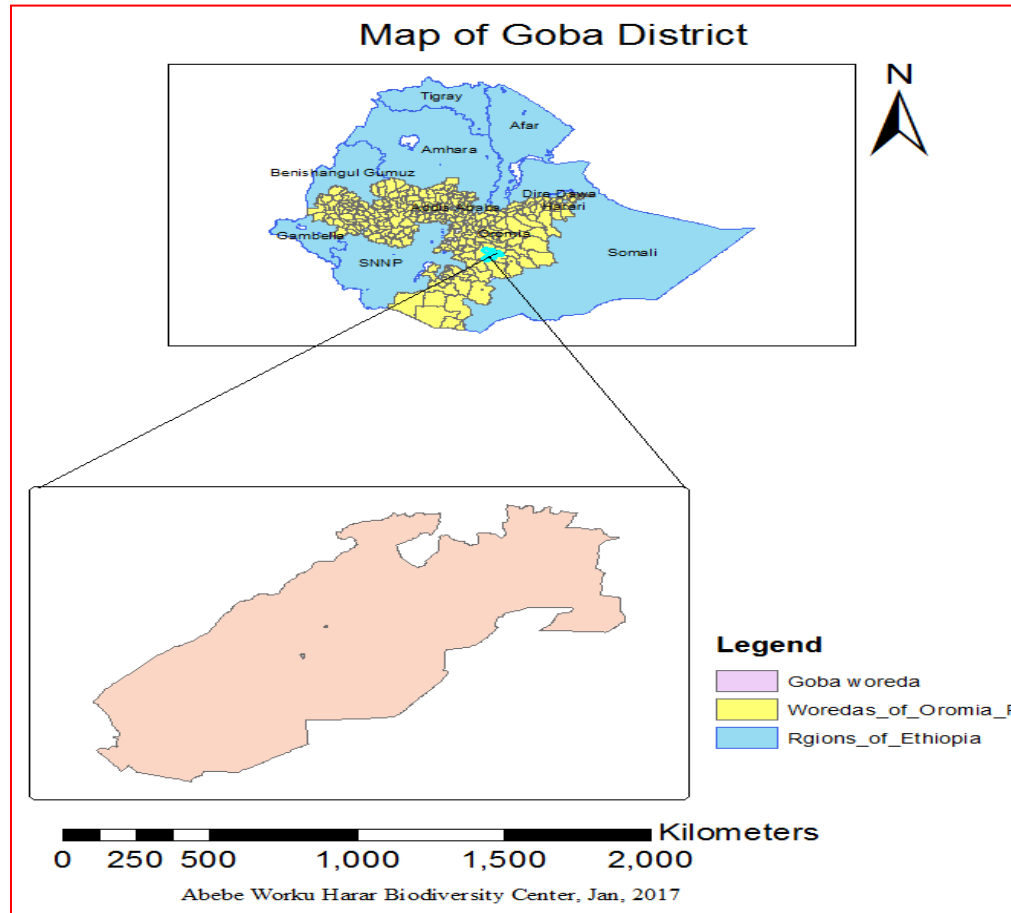 Map of Goba District
N
Tigray
Afar
Amhara
Benishangul Gumuz
Dire Dawa
Harari
Addis Ababa
Oromia
Gambella
SNNP
Somali
Legend
Goba woreda
Woredas_of_Oromia_R
Rgions_of_Ethiopia
Kilometers
0 250 500 1,000 1,500 2,000
Abebe Worku Harar Biodiversity Center, Jan, 2017